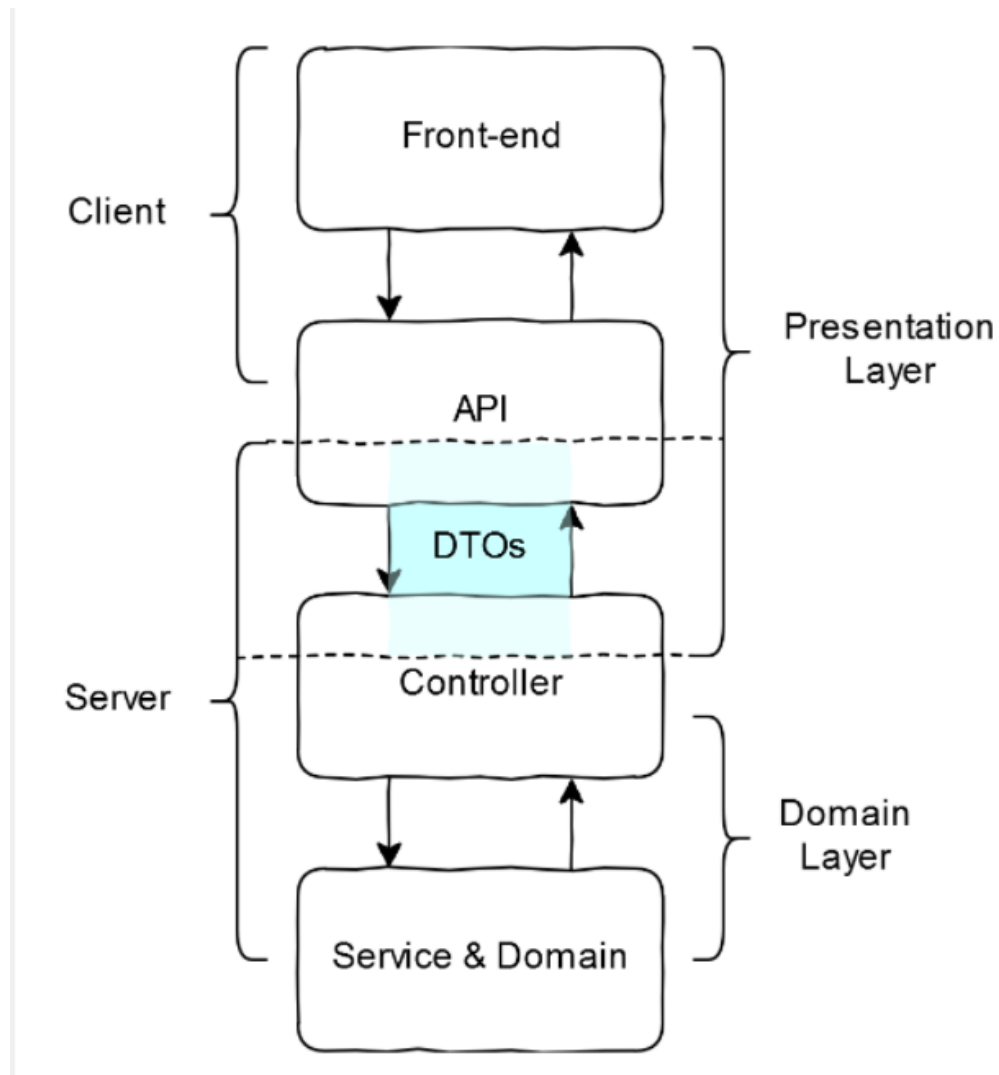 Front-end
Client
Presentation
Layer
API
DTOs
Controller
Server
Domain
Layer
Service & Domain